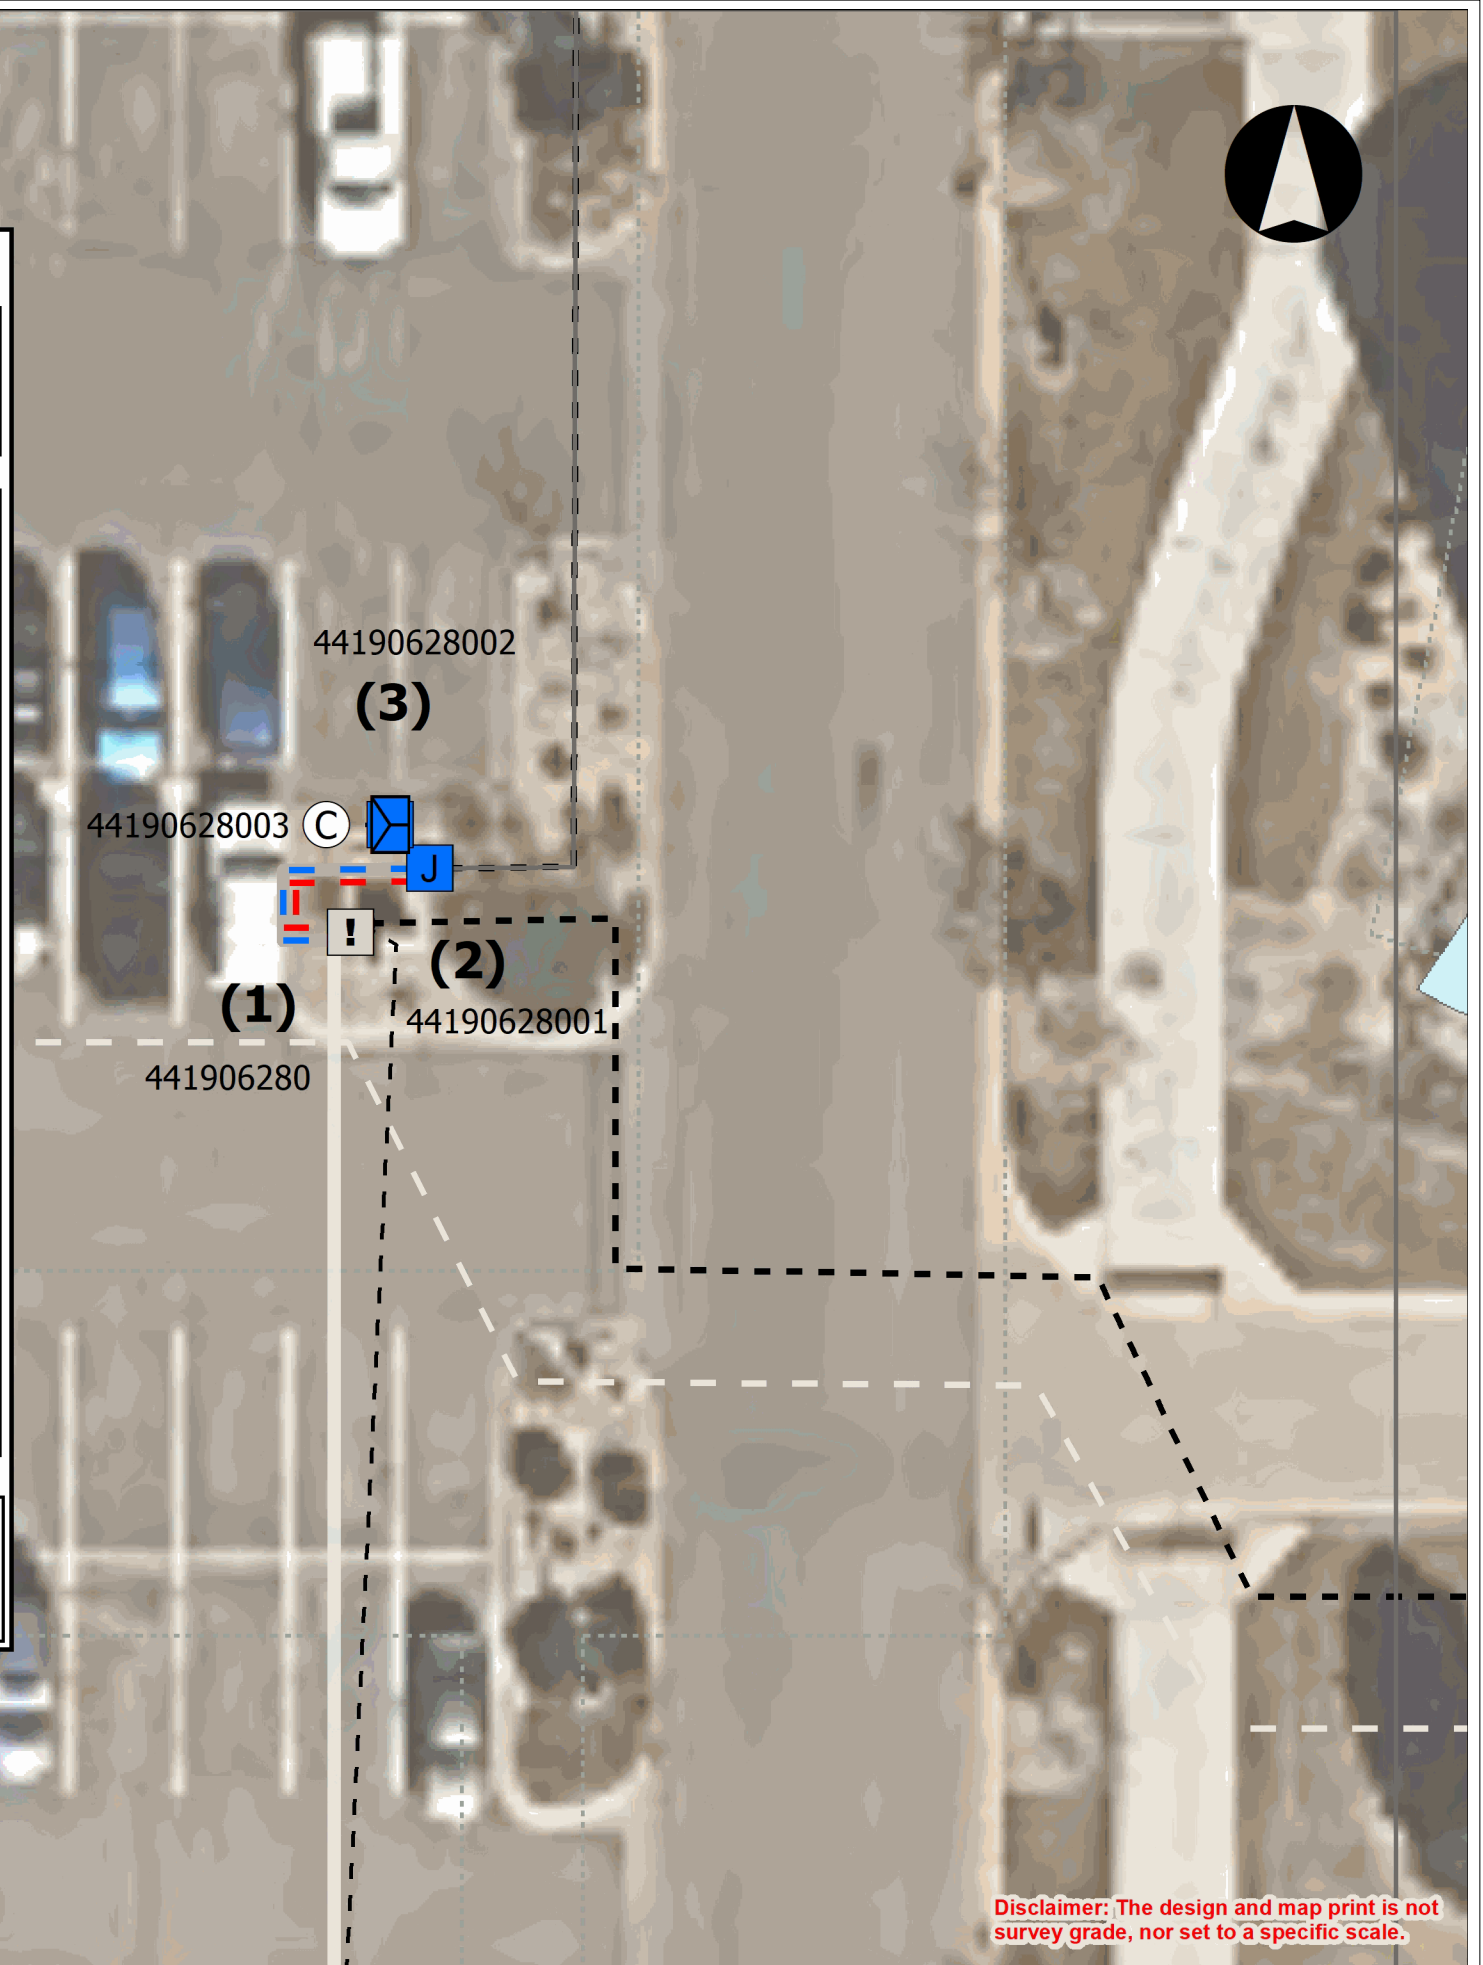 44190628002
(3)
44190628003
C
J
!
(2)
(1)
44190628001
441906280
Disclaimer: The design and map print is not
survey grade, nor set to a specific scale.